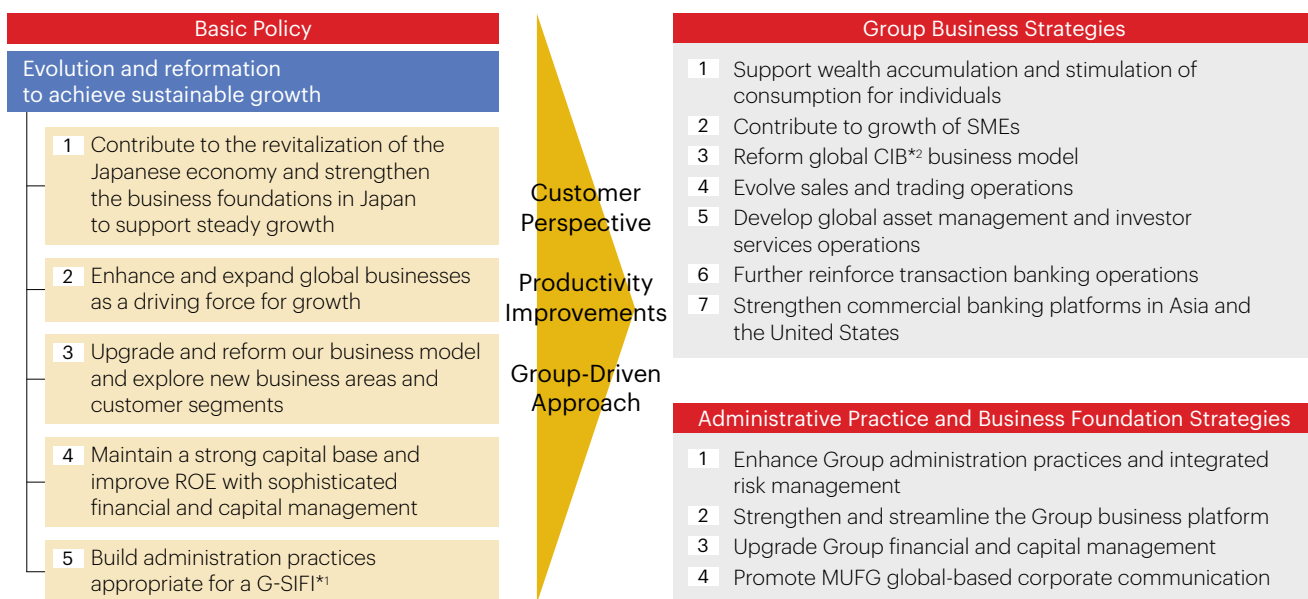 Basic Policy
Evolution and reformation
to achieve sustainable growth
1 Contribute to the revitalization of the
Japanese economy and strengthen
the business foundations in Japan
to support steady growth
2 Enhance and expand global businesses
as a driving force for growth
3 Upgrade and reform our business model
and explore new business areas and
customer segments
4 Maintain a strong capital base and
improve ROE with sophisticated
financial and capital management
5 Build administration practices
appropriate for a G-SIFI*1
Customer
Perspective
Productivity
Improvements
Group-Driven
Approach
Group Business Strategies
1 Support wealth accumulation and stimulation of
consumption for individuals
2 Contribute to growth of SMEs
3 Reform global CIB*2 business model
4 Evolve sales and trading operations
5 Develop global asset management and investor
services operations
6 Further reinforce transaction banking operations
7 Strengthen commercial banking platforms in Asia and
the United States
Administrative Practice and Business Foundation Strategies
1 Enhance Group administration practices and integrated
risk management
2 Strengthen and streamline the Group business platform
3 Upgrade Group financial and capital management
4 Promote MUFG global-based corporate communication